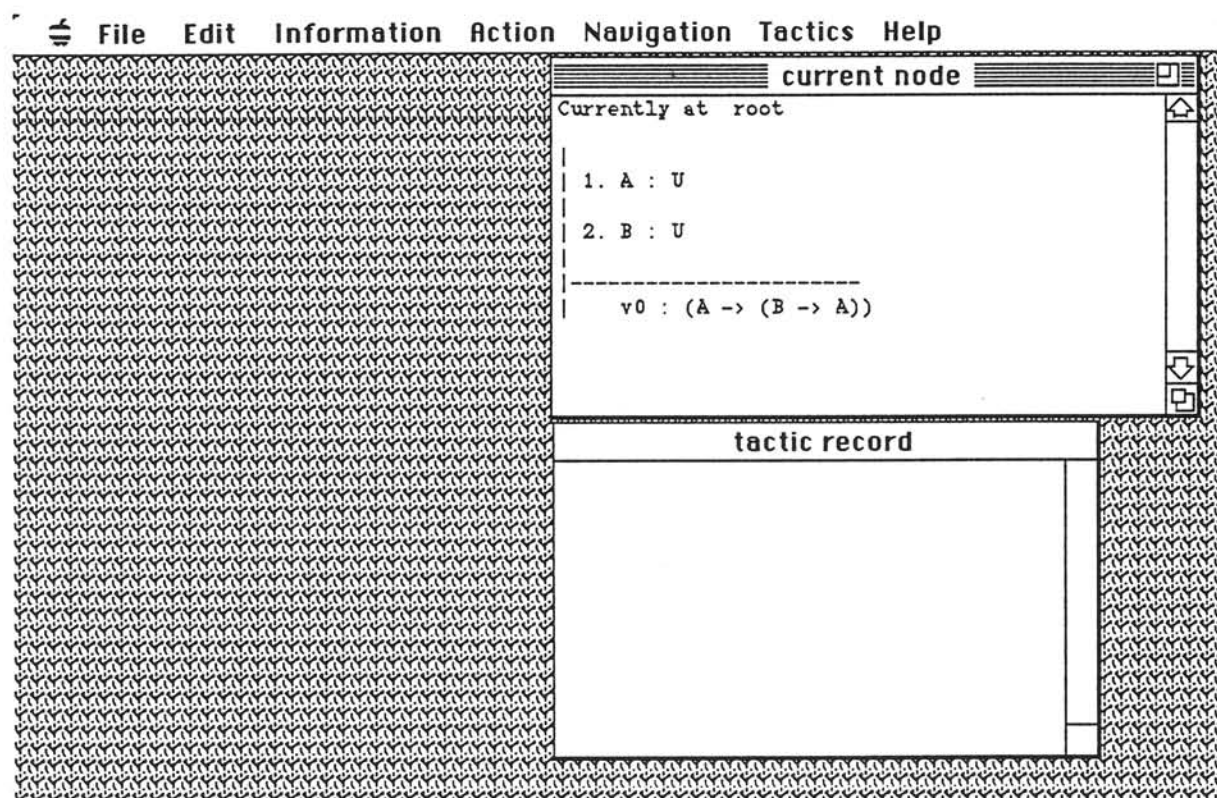 File Edit Information Action Navigation Tactics Help
current node
Currently at root
|
| 1. A : U
|
| 2. B : U
|
|-----------------------
| v0 : (A -> (B -> A))
tactic record